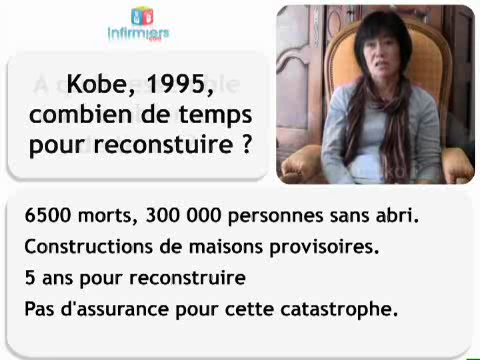 Infirmiers
.com
Kobe, 1995,
combien de temps
pour reconstuire ?
6500 morts, 300 000 personnes sans abri.
Constructions de maisons provisoires.
5 ans pour reconstruire
Pas d'assurance pour cette catastrophe.